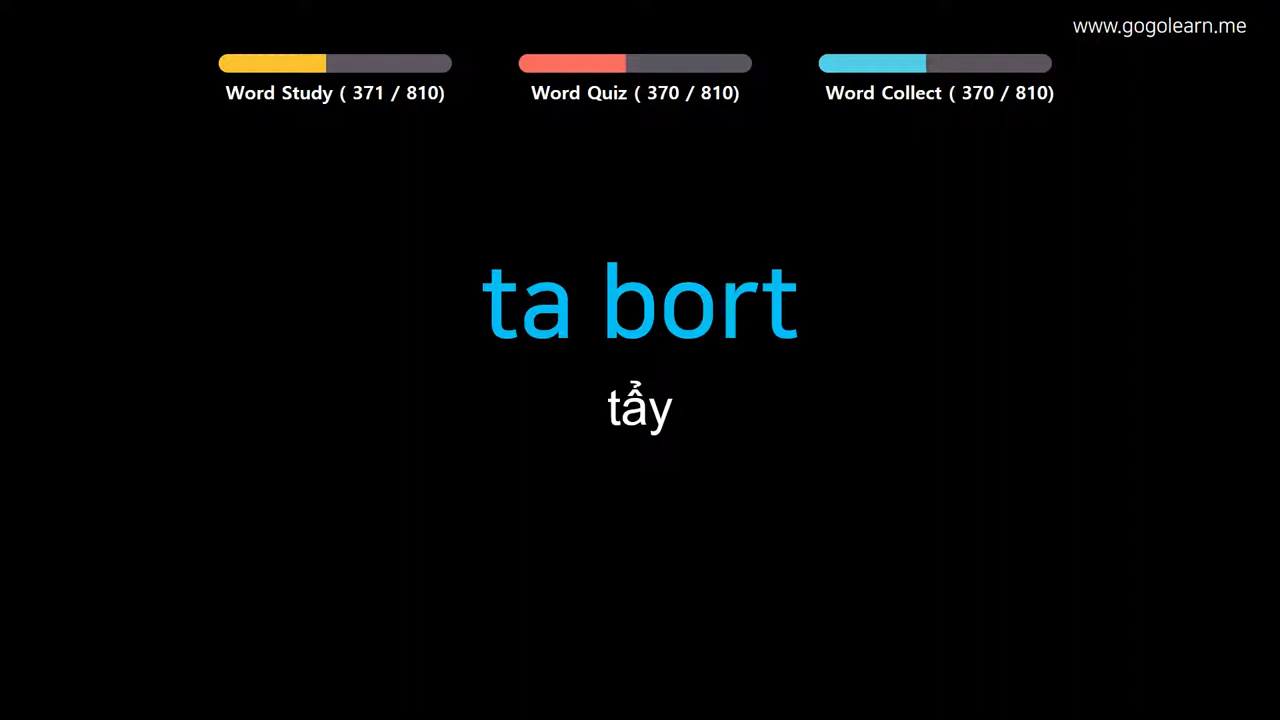 www.gogolearn.me
Word Study ( 371 / 810)
Word Quiz ( 370 / 810)
Word Collect ( 370 / 810)
ta bort
tẩy